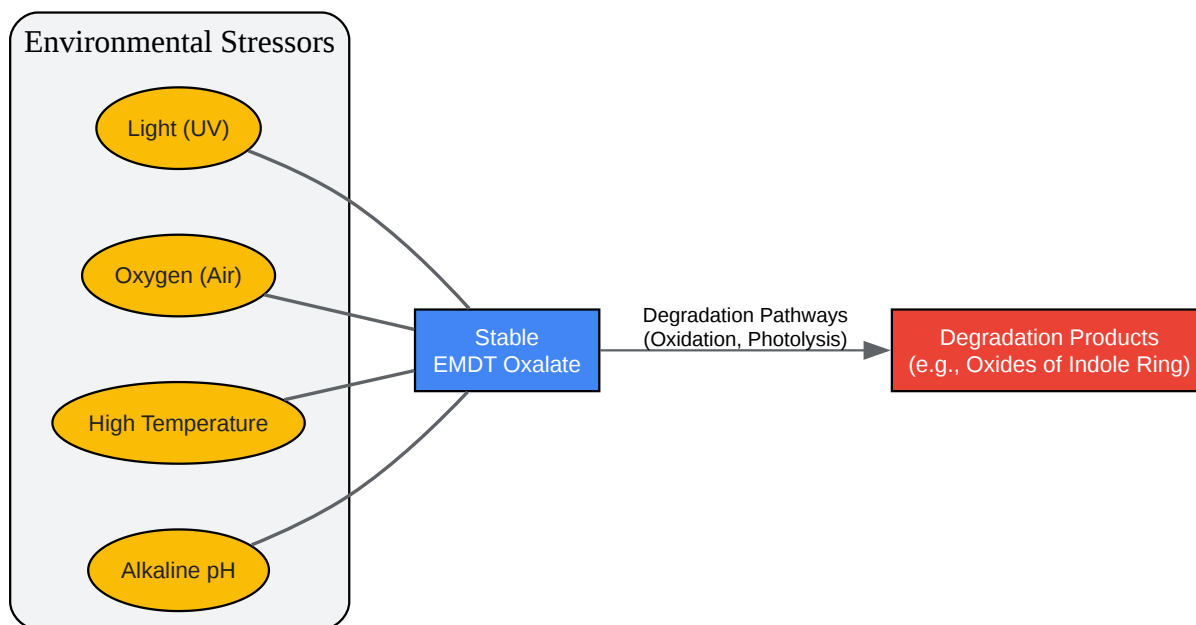 Environmental Stressors
Light (UV)
Oxygen (Air)
High Temperature
Alkaline pH
Stable
EMDT Oxalate
Degradation Pathways
(Oxidation, Photolysis)
Degradation Products
(e.g., Oxides of Indole Ring)